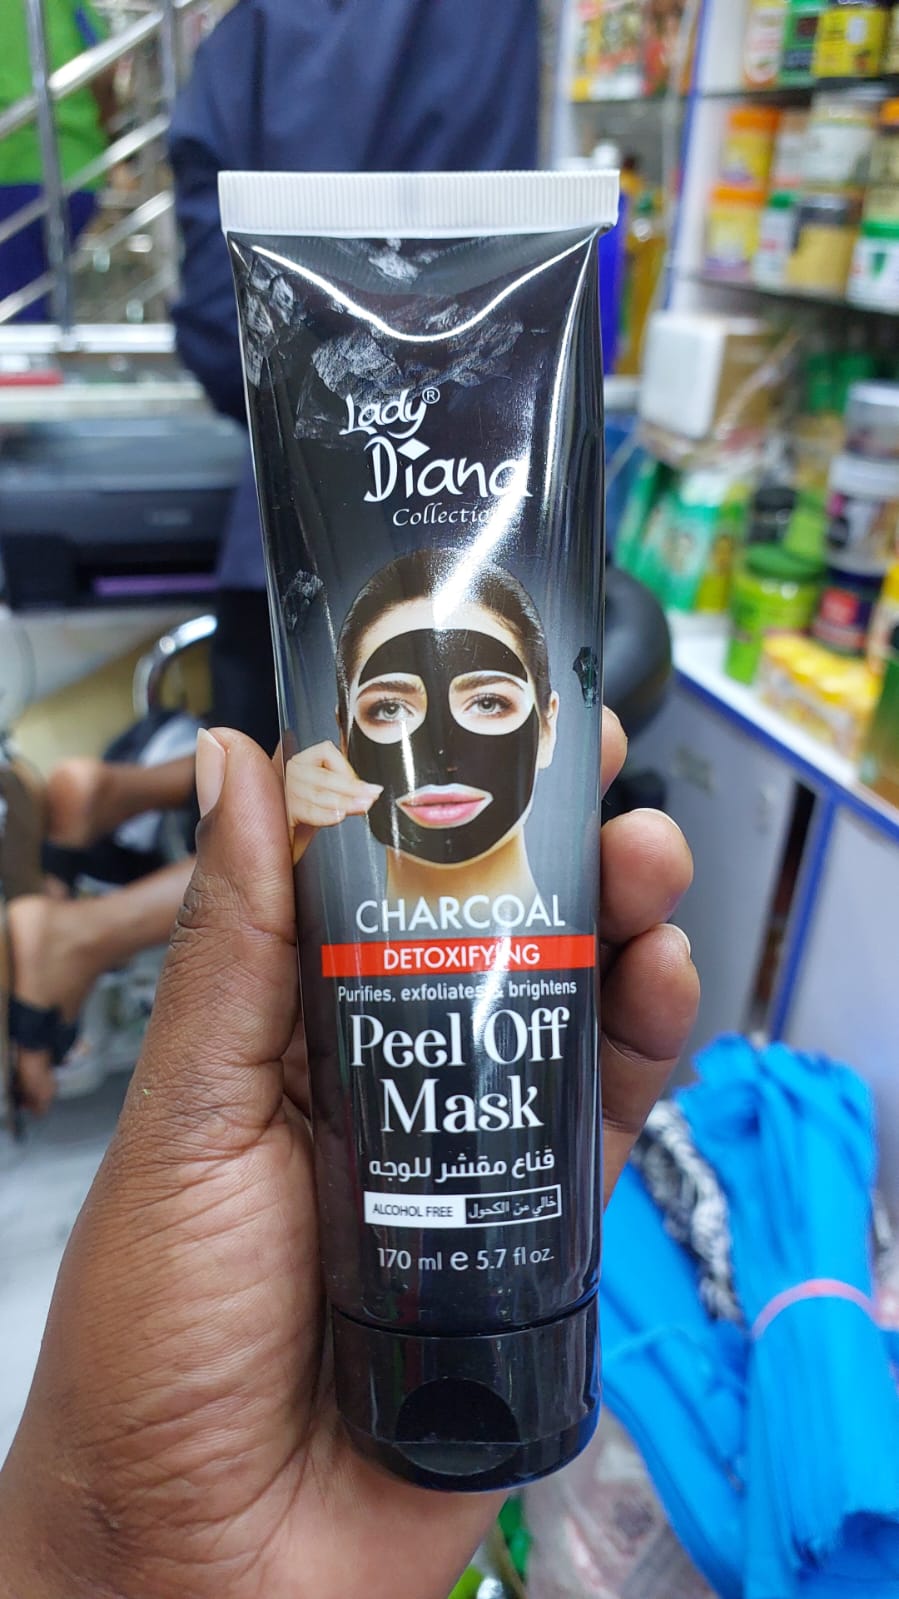 Lady®
Diana
Collection
CHARCOAL
DETOXIFYING
Purifies, exfoliates & brightens
Peel Off
Mask
قناع مقشر للوجه
ALCOHOL FREE خالي من الكحول
170 ml e 5.7 fl oz.